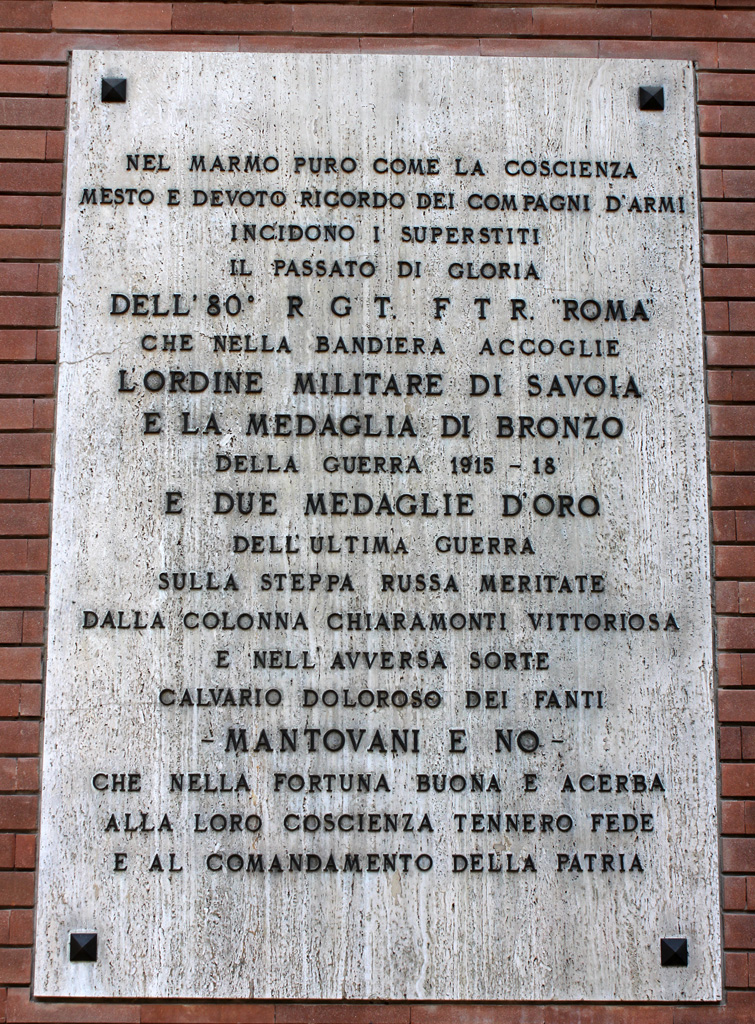 NEL MARMO PURO COME LA COSCIENZA
MESTO E DEVOTO RICORDO DEI COMPAGNI D'ARMI
INCIDONO I SUPERSTITI
IL PASSATO DI GLORIA
DELL'80° RGT. FTR. "ROMA"
CHE NELLA BANDIERA ACCOGLIE
L'ORDINE MILITARE DI SAVOIA
E LA MEDAGLIA DI BRONZO
DELLA GUERRA 1915-18
E DUE MEDAGLIE D'ORO
DELL'ULTIMA GUERRA
SULLA STEPPA RUSSA MERITATE
DALLA COLONNA CHIARAMONTI VITTORIOSA
E NELL'AVVERSA SORTE
CALVARIO DOLOROSO DEI FANTI
-MANTOVANI E NO-
CHE NELLA FORTUNA BUONA E ACERBA
ALLA LORO COSCIENZA TENNERO FEDE
E AL COMANDAMENTO DELLA PATRIA